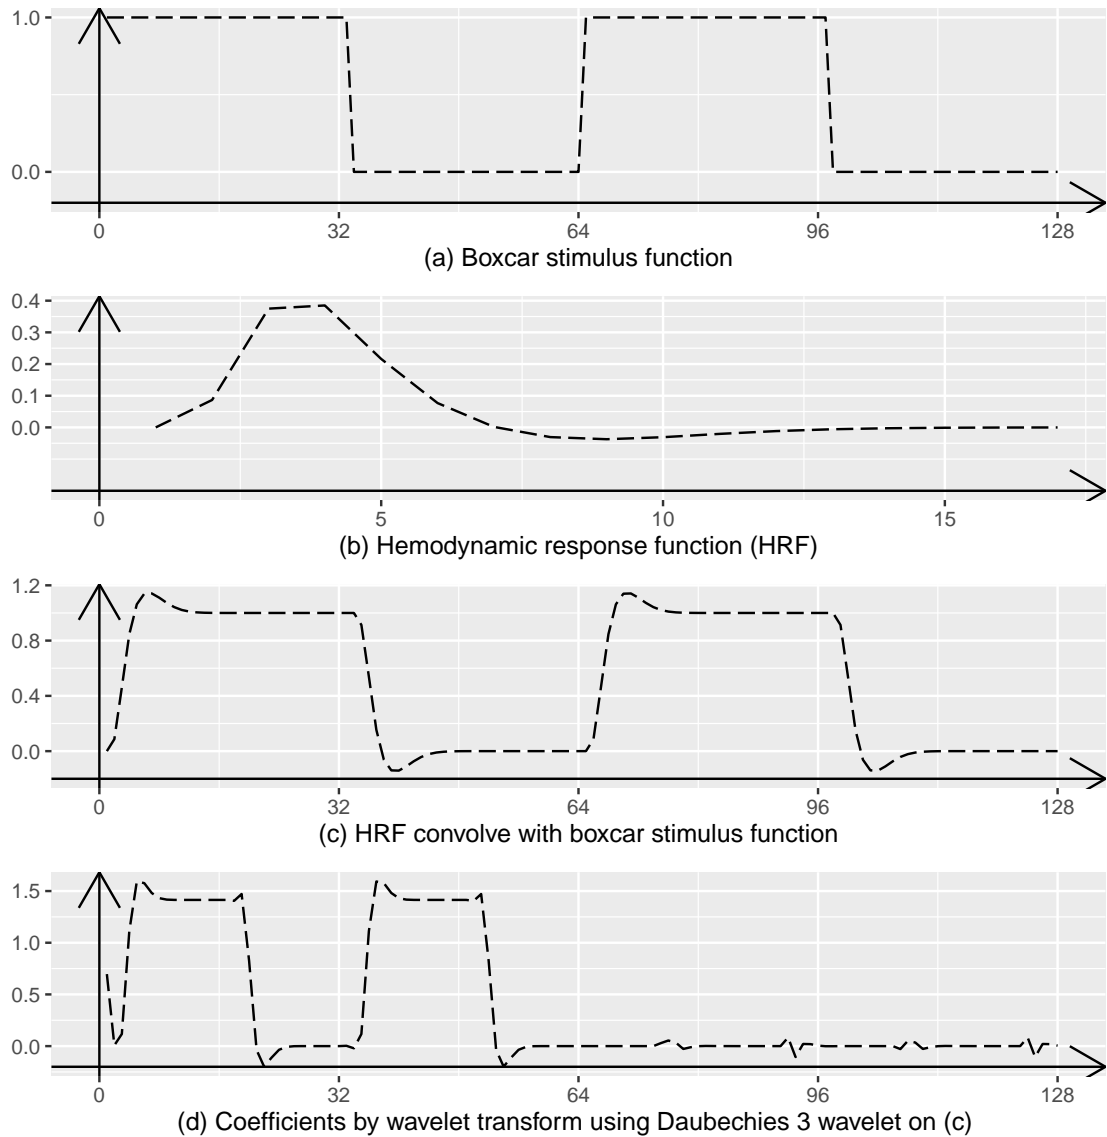 1.0
0.0
0 32 64 96 128
(a) Boxcar stimulus function
0.4
0.3
0.2
0.1
0.0
0 5 10 15
(b) Hemodynamic response function (HRF)
1.2
0.8
0.4
0.0
0 32 64 96 128
(c) HRF convolve with boxcar stimulus function
1.5
1.0
0.5
0.0
0 32 64 96 128
(d) Coefficients by wavelet transform using Daubechies 3 wavelet on (c)